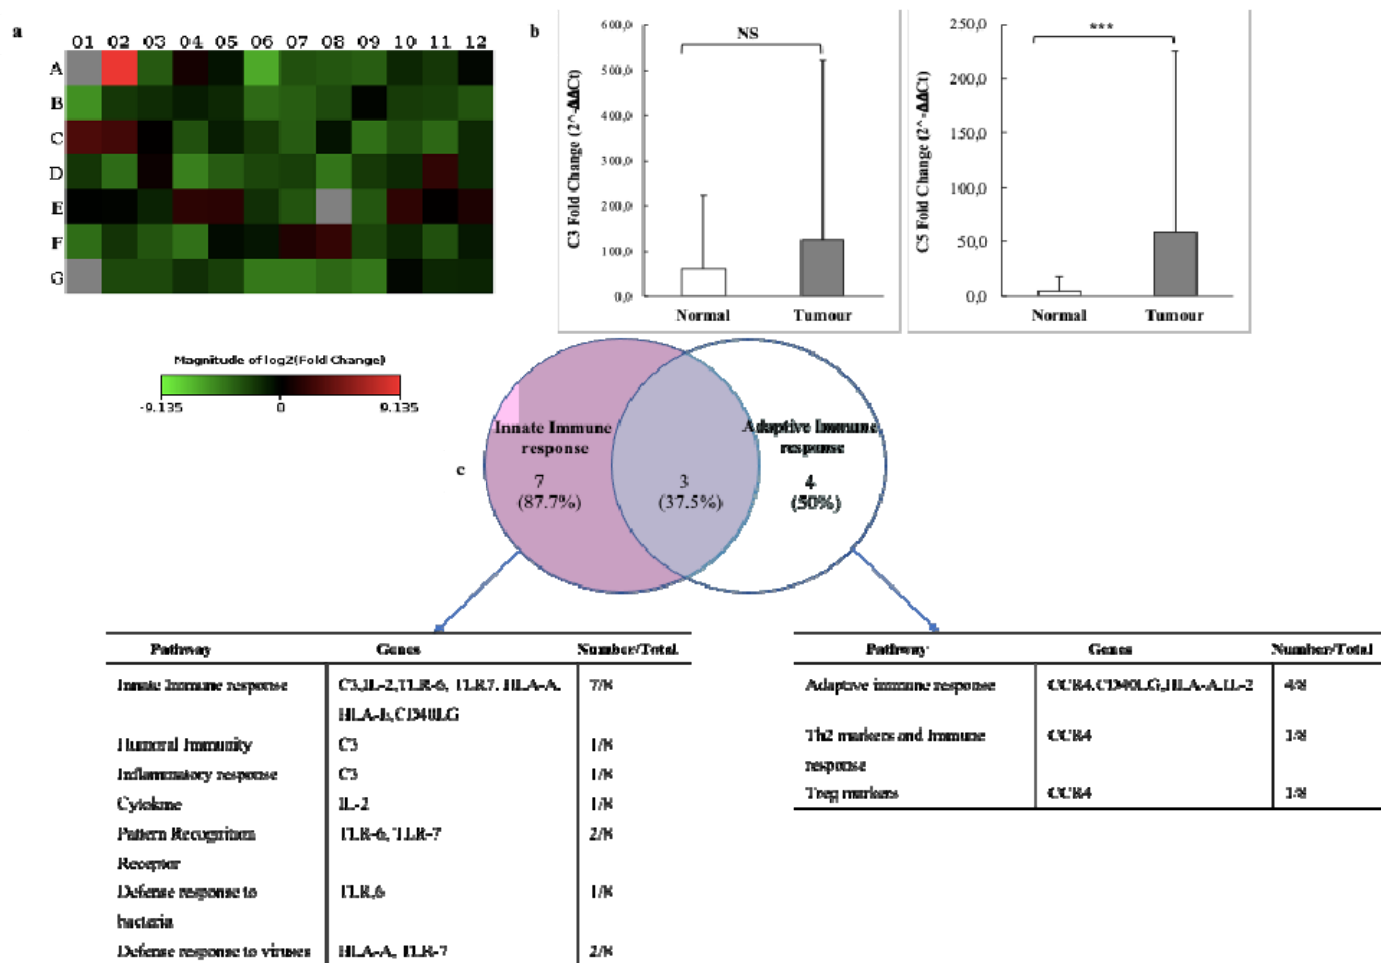 a
01 02 03 04 05 06 07 08 09 10 11 12
A
B
C
D
E
F
G
Magnitude of log2(Fold Change)
-9.135 0 9.135
b
C3 Fold Change (2^-ΔΔCt)
600,0
500,0
400,0
300,0
200,0
100,0
0,0
NS
Normal Tumour
C5 Fold Change (2^-ΔΔCt)
250,0
200,0
150,0
100,0
50,0
0,0
***
Normal Tumour
c
Innate Immune
response
7
(87.7%)
3
(37.5%)
Adaptive Immune
response
4
(50%)
Pathway Genes Number/Total
Innate Immune response C3,IL-2,TLR-6, TLR7. HLA-A.
HLA-E,CD40LG 7/8
Humoral Immunity C3 1/8
Inflammatory response C3 1/8
Cytokine IL-2 1/8
Pattern Recognition
Receptor TLR-6, TLR-7 2/8
Defense response to
bacteria TLR,6 1/8
Defense response to viruses HLA-A, TLR-7 2/8
Pathway Genes Number/Total
Adaptive immune response CCR4.CD40LG,HLA-A.IL-2 4/8
Th2 markers and Immune
response CCR4 1/8
Treg markers CCR4 1/8